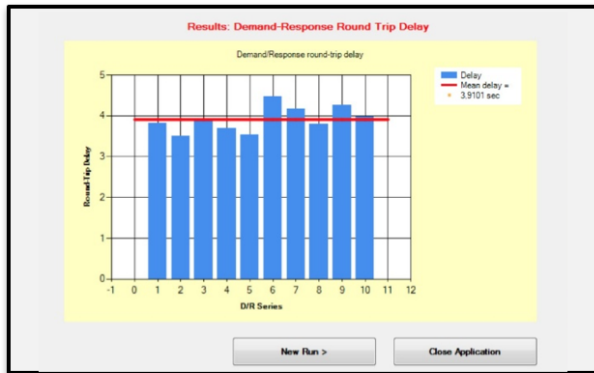 Results: Demand-Response Round Trip Delay
Demand/Response round-trip delay
Delay
Mean delay =
3,9101 sec
Round-Trip Delay
5
4
3
2
1
0
-1 0 1 2 3 4 5 6 7 8 9 10 11 12
D/R Series
New Run >
Close Application